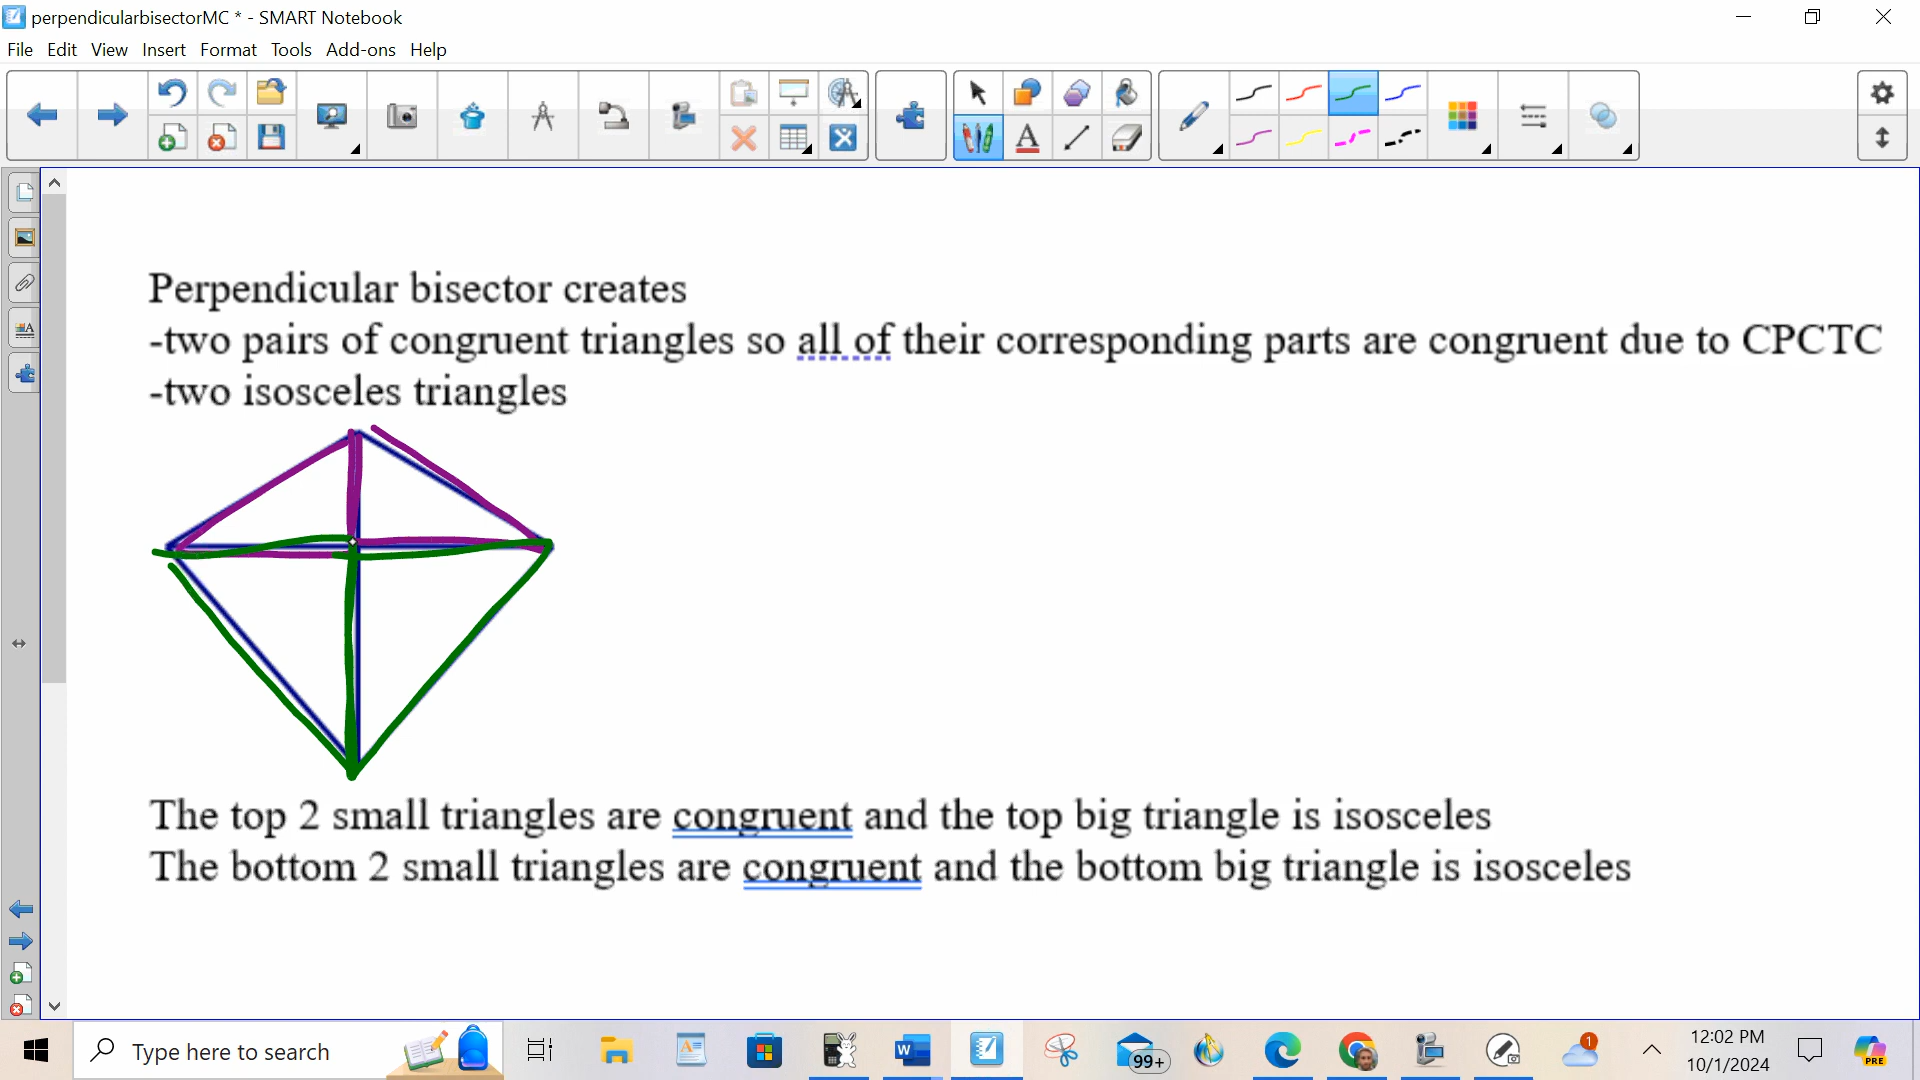 perpendicularbisectorMC * - SMART Notebook
File Edit View Insert Format Tools Add-ons Help
Perpendicular bisector creates
-two pairs of congruent triangles so all of their corresponding parts are congruent due to CPCTC
-two isosceles triangles
The top 2 small triangles are congruent and the top big triangle is isosceles
The bottom 2 small triangles are congruent and the bottom big triangle is isosceles
Type here to search
99+
1
12:02 PM
10/1/2024
PRE